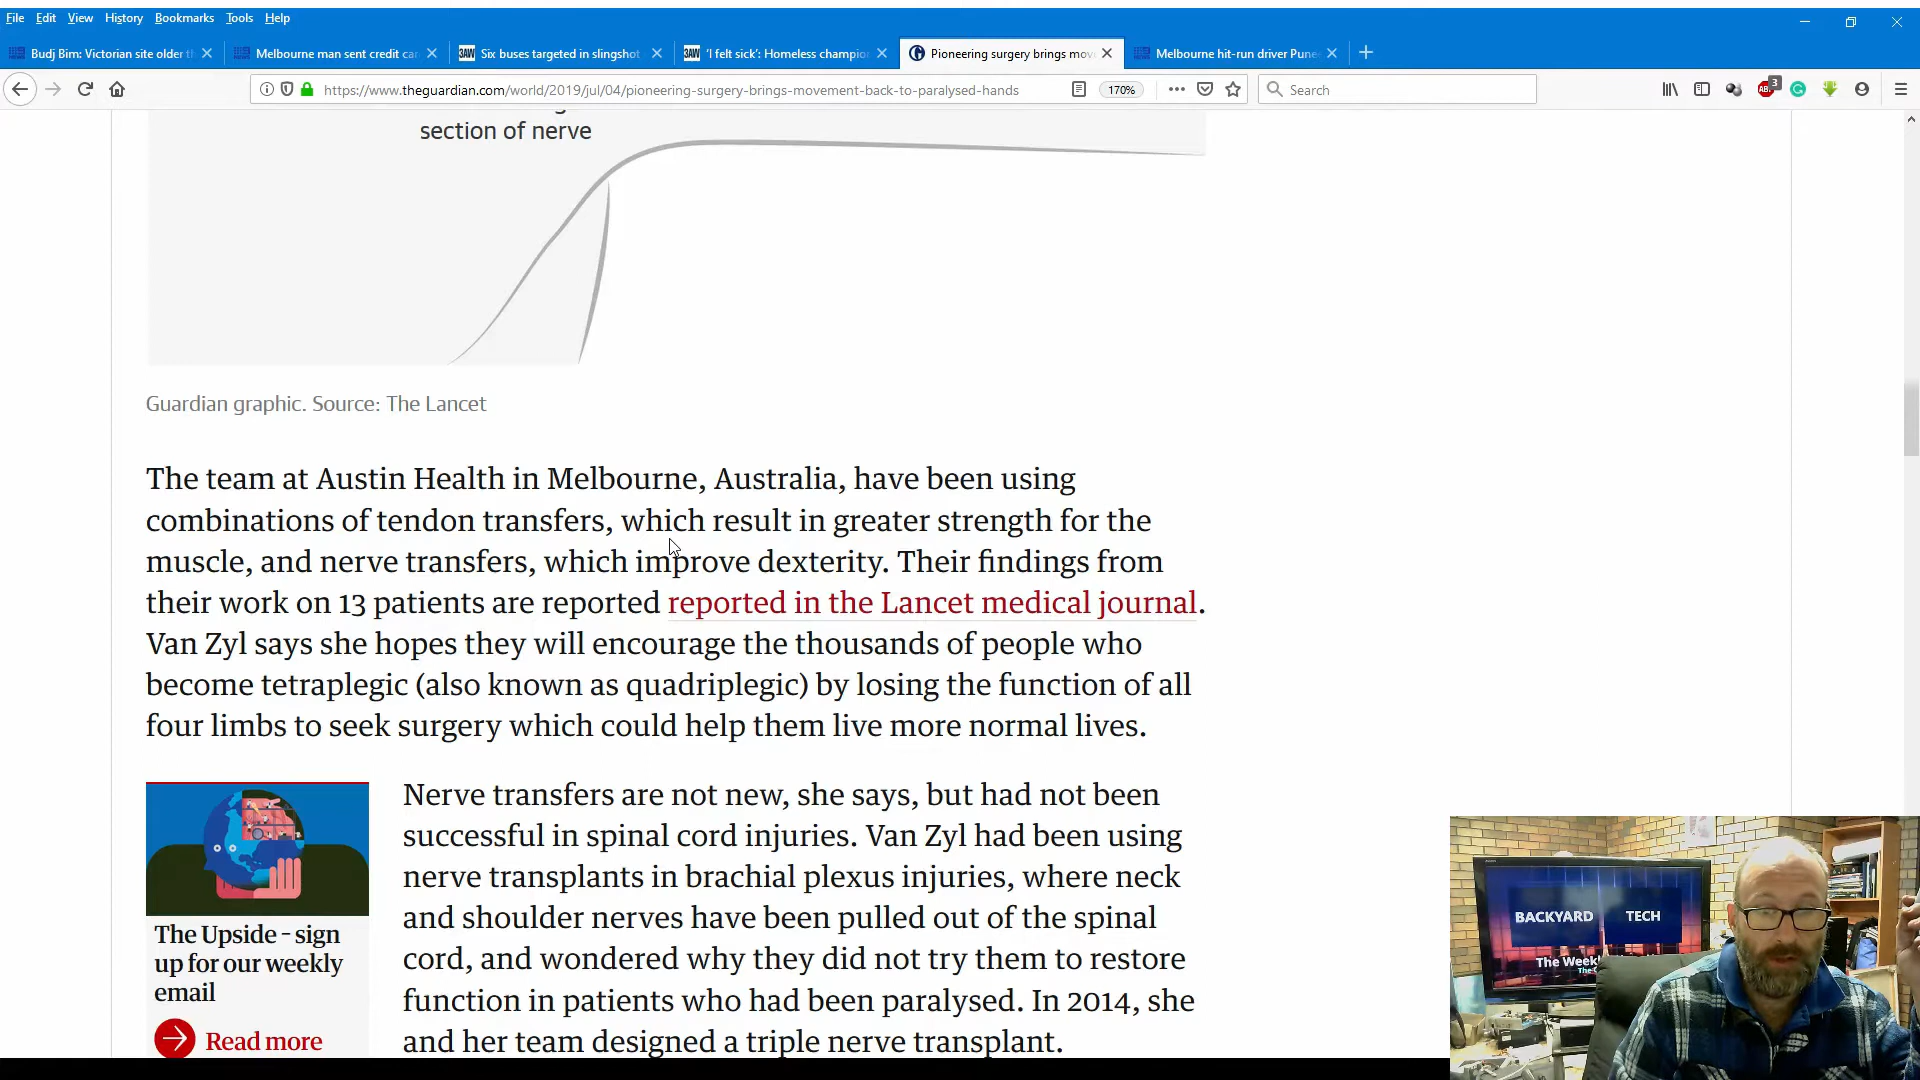 File Edit View History Bookmarks Tools Help
Budj Bim: Victorian site older t
Melbourne man sent credit ca
3AW Six buses targeted in slingshot
3AW 'I felt sick': Homeless champio
Pioneering surgery brings mov
Melbourne hit-run driver Pune
https://www.theguardian.com/world/2019/jul/04/pioneering-surgery-brings-movement-back-to-paralysed-hands
170%
Search
ABP
3
section of nerve
Guardian graphic. Source: The Lancet
The team at Austin Health in Melbourne, Australia, have been using
combinations of tendon transfers, which result in greater strength for the
muscle, and nerve transfers, which improve dexterity. Their findings from
their work on 13 patients are reported reported in the Lancet medical journal.
Van Zyl says she hopes they will encourage the thousands of people who
become tetraplegic (also known as quadriplegic) by losing the function of all
four limbs to seek surgery which could help them live more normal lives.
The Upside – sign
up for our weekly
email
Read more
Nerve transfers are not new, she says, but had not been
successful in spinal cord injuries. Van Zyl had been using
nerve transplants in brachial plexus injuries, where neck
and shoulder nerves have been pulled out of the spinal
cord, and wondered why they did not try them to restore
function in patients who had been paralysed. In 2014, she
and her team designed a triple nerve transplant.
BACKYARD TECH
The Week